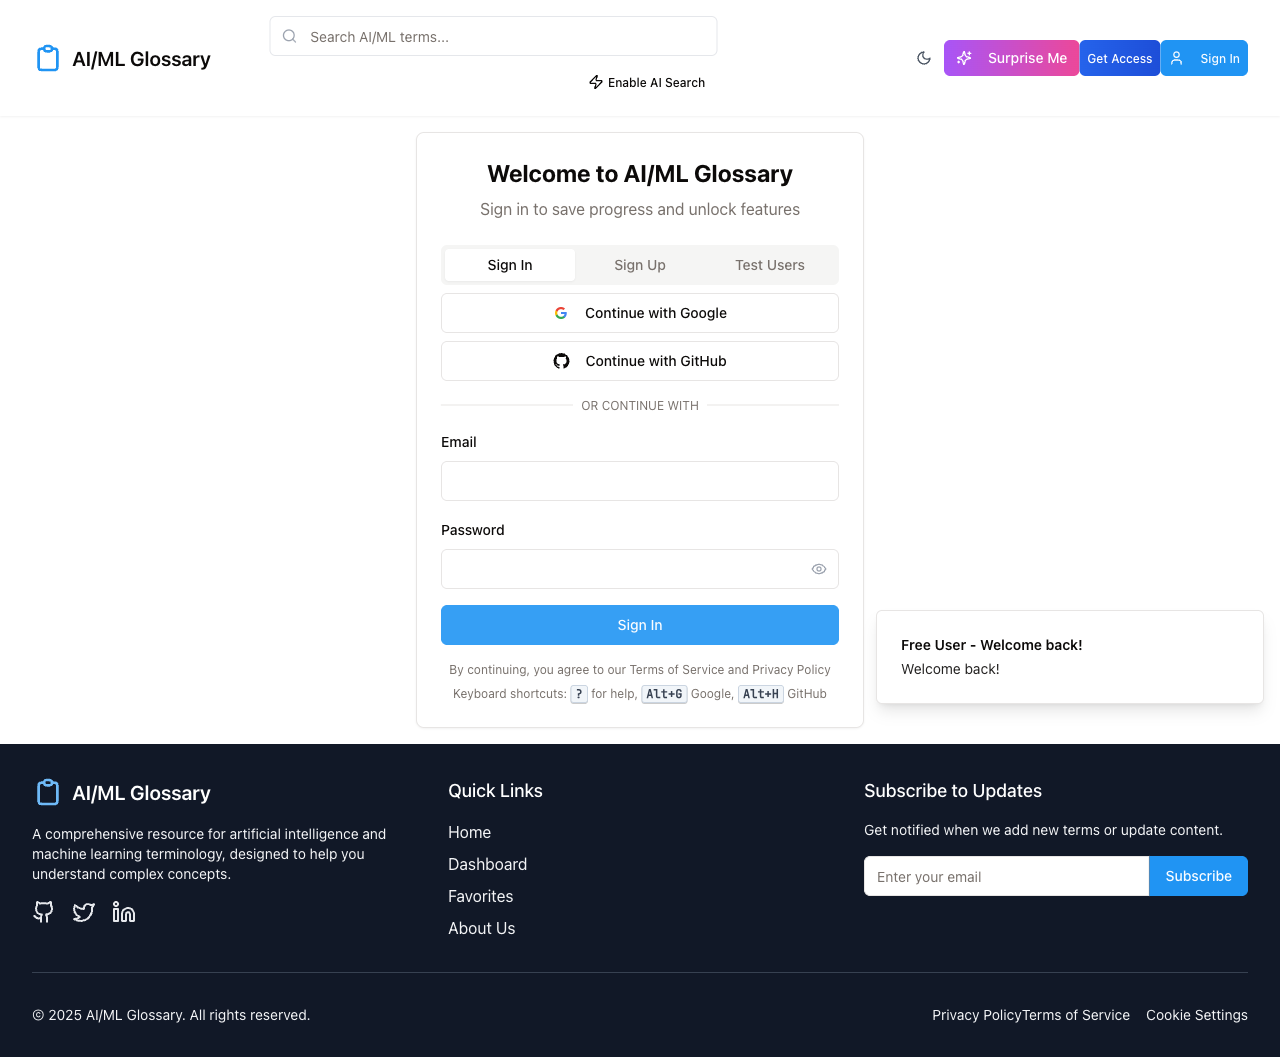 AI/ML Glossary
Search AI/ML terms...
Enable AI Search
Surprise Me
Get Access
Sign In
Welcome to AI/ML Glossary
Sign in to save progress and unlock features
Sign In
Sign Up
Test Users
Continue with Google
Continue with GitHub
OR CONTINUE WITH
Email
Password
Sign In
By continuing, you agree to our Terms of Service and Privacy Policy
Keyboard shortcuts: ? for help, Alt+G Google, Alt+H GitHub
Free User - Welcome back!
Welcome back!
AI/ML Glossary
A comprehensive resource for artificial intelligence and
machine learning terminology, designed to help you
understand complex concepts.
Quick Links
Home
Dashboard
Favorites
About Us
Subscribe to Updates
Get notified when we add new terms or update content.
Enter your email
Subscribe
© 2025 AI/ML Glossary. All rights reserved.
Privacy PolicyTerms of Service
Cookie Settings